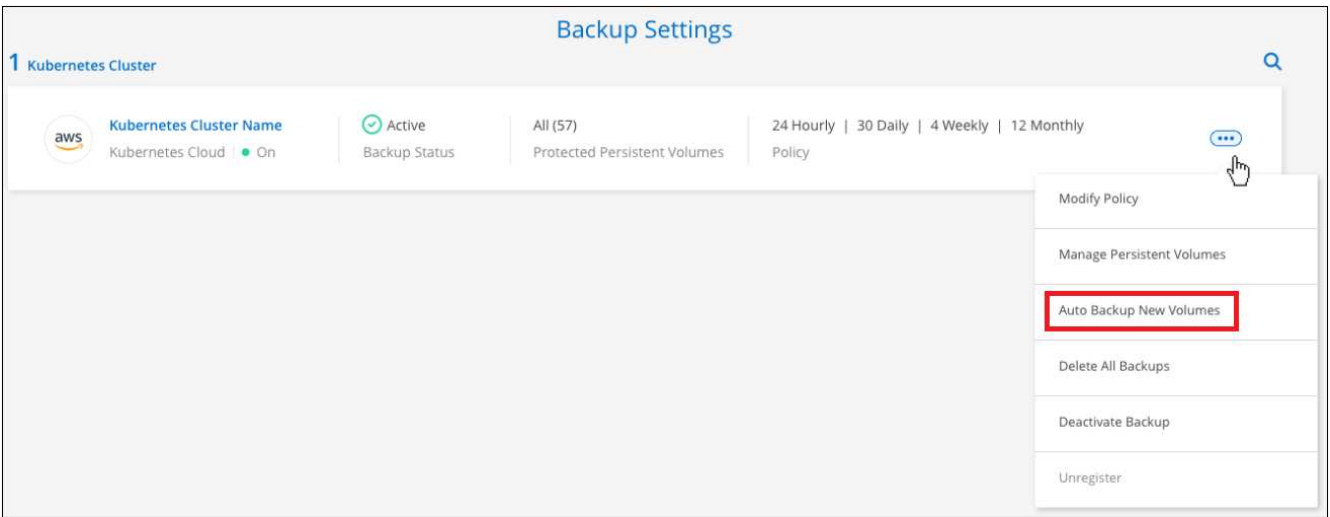 Backup Settings
1 Kubernetes Cluster
aws
Kubernetes Cluster Name
Kubernetes Cloud | On
Active
Backup Status
All (57)
Protected Persistent Volumes
24 Hourly | 30 Daily | 4 Weekly | 12 Monthly
Policy
Modify Policy
Manage Persistent Volumes
Auto Backup New Volumes
Delete All Backups
Deactivate Backup
Unregister